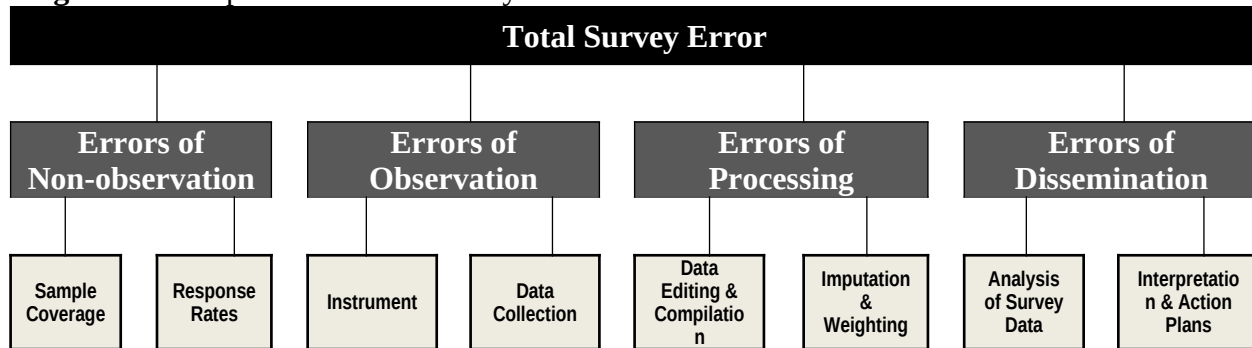 Total Survey Error
Errors of
Non-observation
Errors of
Observation
Errors of
Processing
Errors of
Dissemination
Sample
Coverage
Response
Rates
Instrument
Data
Collection
Data
Editing &
Compilatio
n
Imputation
&
Weighting
Analysis
of Survey
Data
Interpretatio
n & Action
Plans